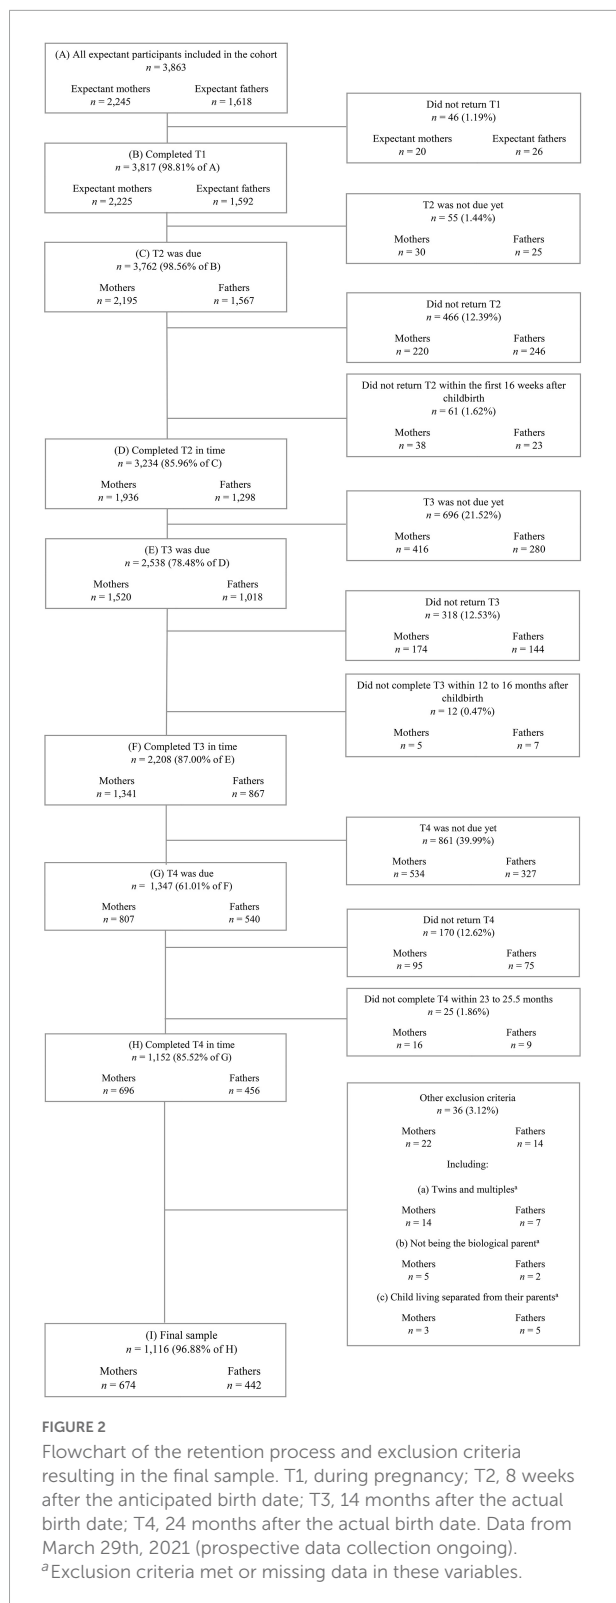 (A) All expectant participants included in the cohort
n = 3,863
Expectant mothers Expectant fathers
n = 2,245 n = 1,618
Did not return T1
n = 46 (1.19%)
Expectant mothers Expectant fathers
n = 20 n = 26
(B) Completed T1
n = 3,817 (98.81% of A)
Expectant mothers Expectant fathers
n = 2,225 n = 1,592
T2 was not due yet
n = 55 (1.44%)
Mothers Fathers
n = 30 n = 25
(C) T2 was due
n = 3,762 (98.56% of B)
Mothers Fathers
n = 2,195 n = 1,567
Did not return T2
n = 466 (12.39%)
Mothers Fathers
n = 220 n = 246
Did not return T2 within the first 16 weeks after
childbirth
n = 61 (1.62%)
Mothers Fathers
n = 38 n = 23
(D) Completed T2 in time
n = 3,234 (85.96% of C)
Mothers Fathers
n = 1,936 n = 1,298
T3 was not due yet
n = 696 (21.52%)
Mothers Fathers
n = 416 n = 280
(E) T3 was due
n = 2,538 (78.48% of D)
Mothers Fathers
n = 1,520 n = 1,018
Did not return T3
n = 318 (12.53%)
Mothers Fathers
n = 174 n = 144
Did not complete T3 within 12 to 16 months after
childbirth
n = 12 (0.47%)
Mothers Fathers
n = 5 n = 7
(F) Completed T3 in time
n = 2,208 (87.00% of E)
Mothers Fathers
n = 1,341 n = 867
T4 was not due yet
n = 861 (39.99%)
Mothers Fathers
n = 534 n = 327
(G) T4 was due
n = 1,347 (61.01% of F)
Mothers Fathers
n = 807 n = 540
Did not return T4
n = 170 (12.62%)
Mothers Fathers
n = 95 n = 75
Did not complete T4 within 23 to 25.5 months
n = 25 (1.86%)
Mothers Fathers
n = 16 n = 9
(H) Completed T4 in time
n = 1,152 (85.52% of G)
Mothers Fathers
n = 696 n = 456
Other exclusion criteria
n = 36 (3.12%)
Mothers Fathers
n = 22 n = 14
Including:
(a) Twins and multiplesᵃ
Mothers Fathers
n = 14 n = 7
(b) Not being the biological parentᵃ
Mothers Fathers
n = 5 n = 2
(c) Child living separated from their parentsᵃ
Mothers Fathers
n = 3 n = 5
(I) Final sample
n = 1,116 (96.88% of H)
Mothers Fathers
n = 674 n = 442
FIGURE 2
Flowchart of the retention process and exclusion criteria
resulting in the final sample. T1, during pregnancy; T2, 8 weeks
after the anticipated birth date; T3, 14 months after the actual
birth date; T4, 24 months after the actual birth date. Data from
March 29th, 2021 (prospective data collection ongoing).
ᵃExclusion criteria met or missing data in these variables.